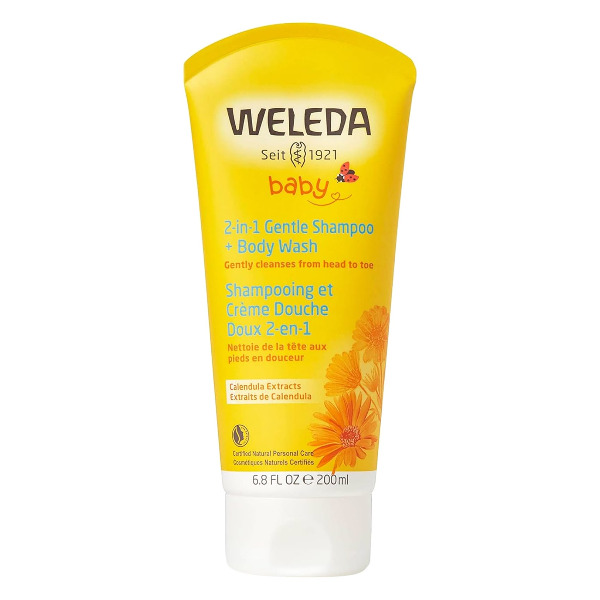 WELEDA
Seit 1921
baby
2-in-1 Gentle Shampoo
+ Body Wash
Gently cleanses from head to toe
Shampooing et
Crème Douche
Doux 2-en-1
Nettoie de la tête aux
pieds en douceur
Calendula Extracts
Extraits de Calendula
Certified Natural Personal Care
Cosmétiques Naturels Certifiés
6.8 FL OZ ℮ 200 ml